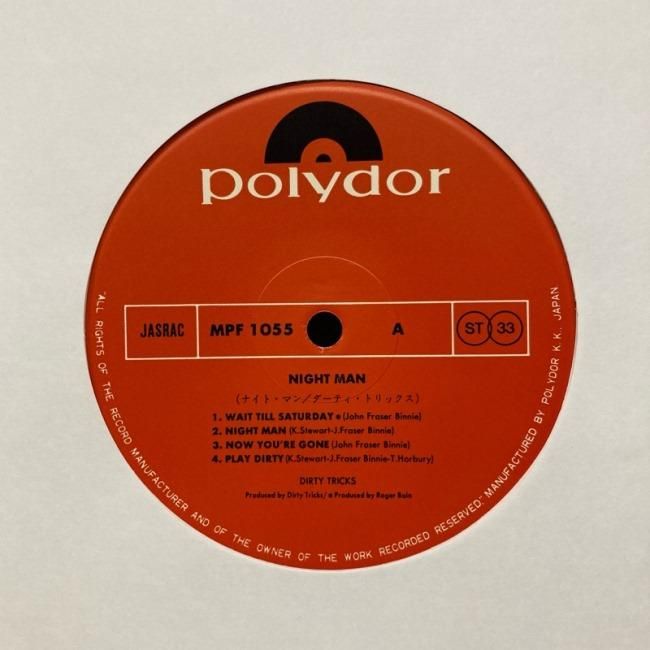 polydor
JASRAC MPF 1055 A ST 33
NIGHT MAN
(ナイト・マン/ダーティ・トリックス)
1. WAIT TILL SATURDAY * (John Fraser Binnie)
2. NIGHT MAN (K.Stewart-J.Fraser Binnie)
3. NOW YOU'RE GONE (John Fraser Binnie)
4. PLAY DIRTY (K.Stewart-J.Fraser Binnie-T.Horbury)
DIRTY TRICKS
Produced by Dirty Tricks/ * Produced by Roger Bain
"ALL RIGHTS OF THE RECORD MANUFACTURER AND OF THE OWNER OF THE WORK RECORDED RESERVED." MANUFACTURED BY POLYDOR K.K., JAPAN